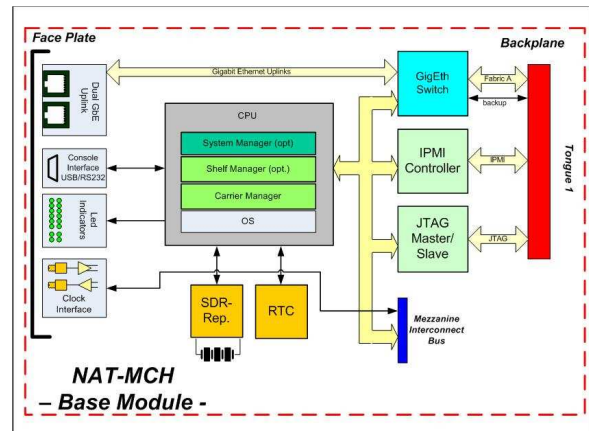 Face Plate
Backplane
Dual GbE
Uplink
Gigabit Ethernet Uplinks
GigEth
Switch
Fabric A
backup
CPU
System Manager (opt)
Shelf Manager (opt.)
Carrier Manager
OS
Console
Interface
USB/RS232
IPMI
Controller
IPMI
Tongue 1
Led
Indicators
JTAG
Master/
Slave
JTAG
Clock
Interface
SDR-
Rep.
RTC
Mezzanine
Interconnect
Bus
NAT-MCH
– Base Module -